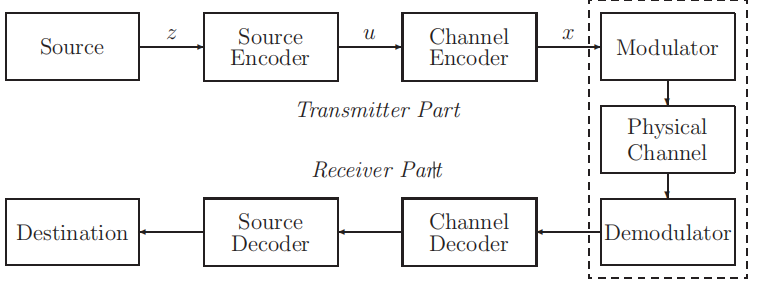 Source
z
Source
Encoder
u
Channel
Encoder
x
Modulator
Transmitter Part
Physical
Channel
Receiver Part
Destination
Source
Decoder
Channel
Decoder
Demodulator